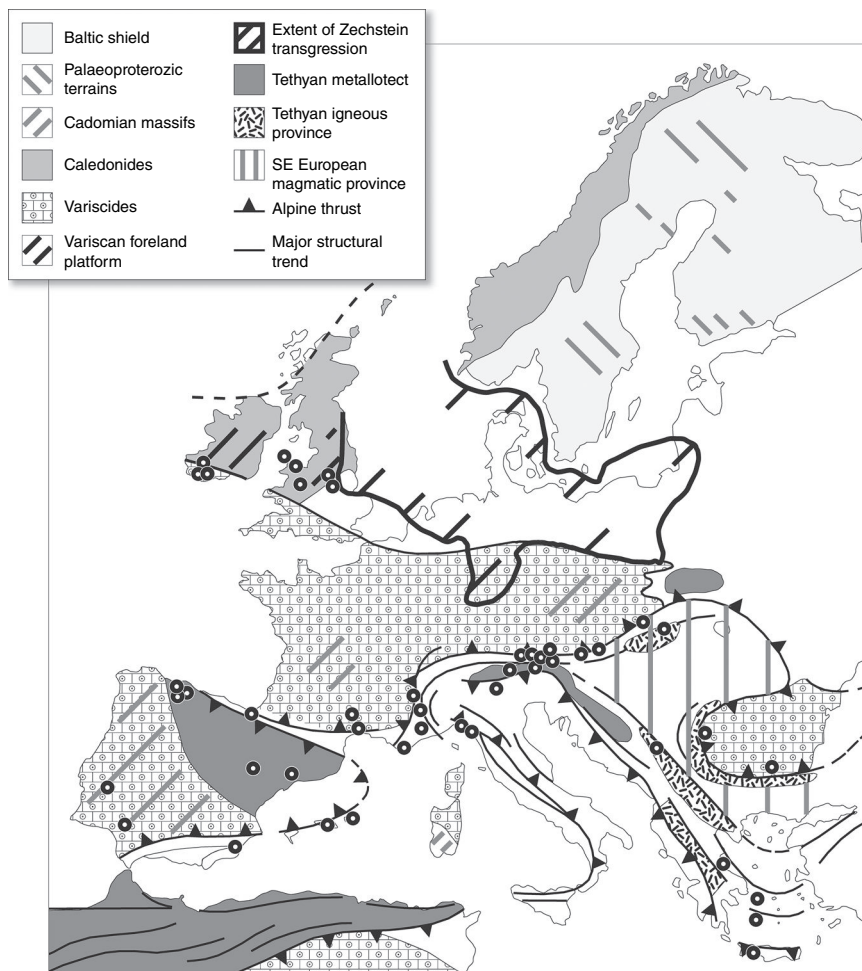 Baltic shield
Palaeoproterozic
terrains
Cadomian massifs
Caledonides
Variscides
Variscan foreland
platform
Extent of Zechstein
transgression
Tethyan metallotect
Tethyan igneous
province
SE European
magmatic province
Alpine thrust
Major structural
trend